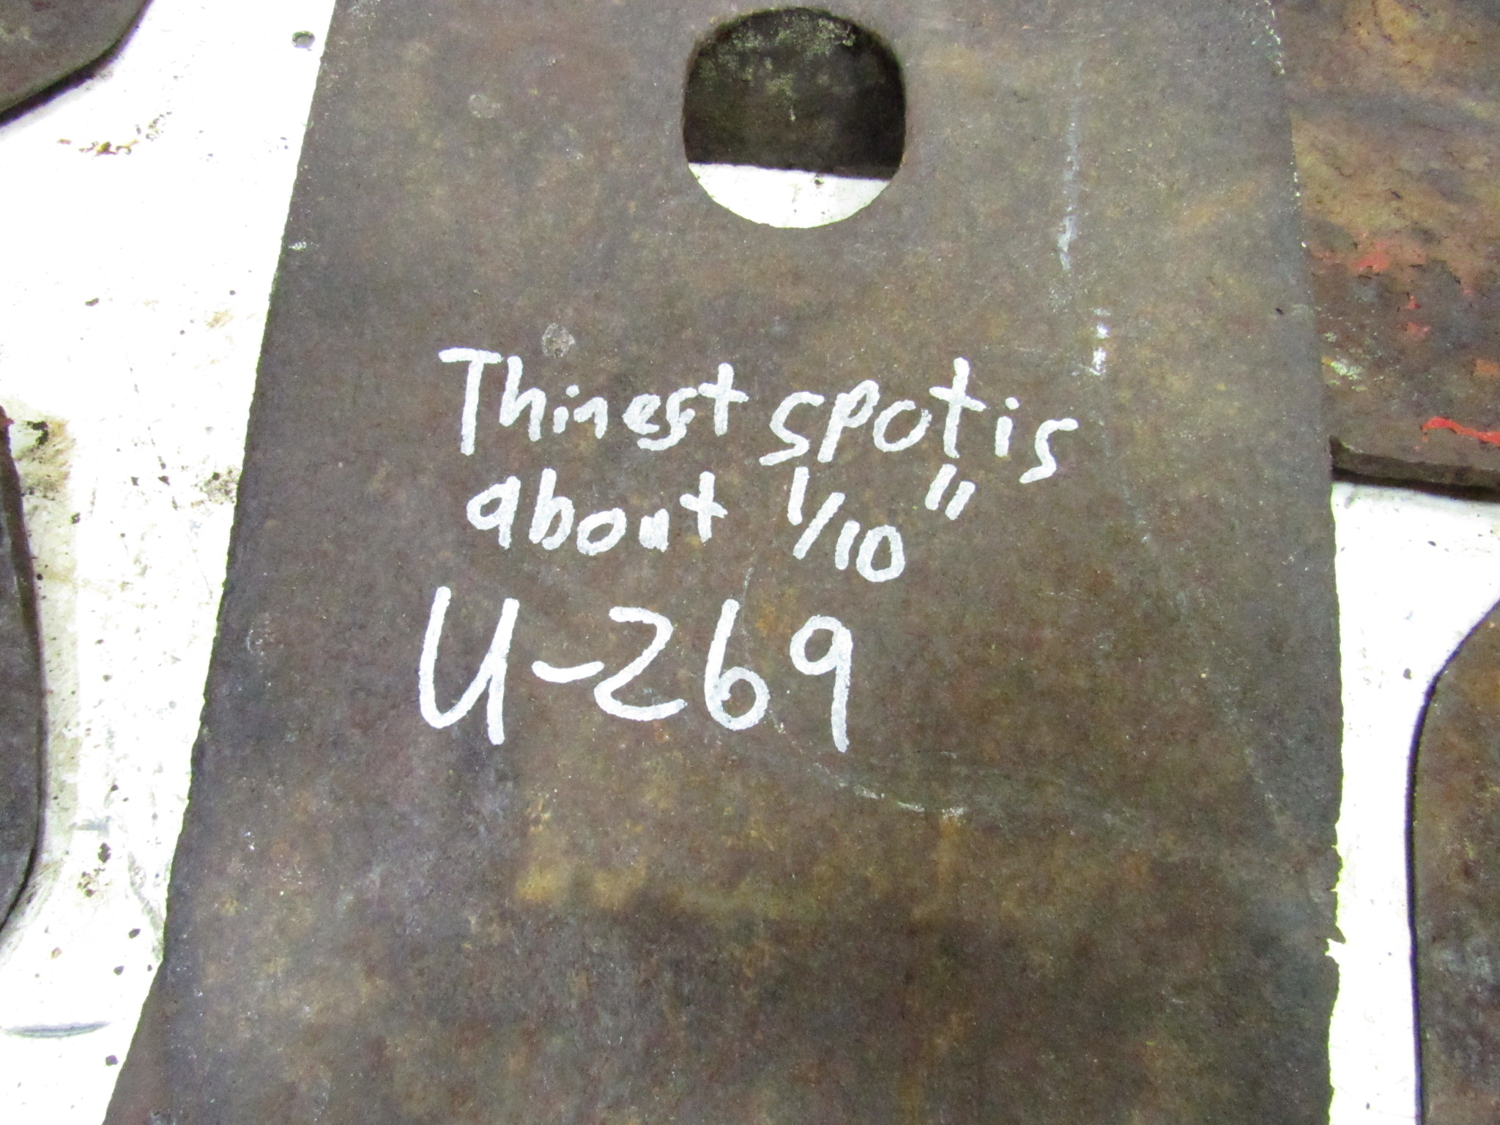 Thinest spot is
about 1/10"
U-269